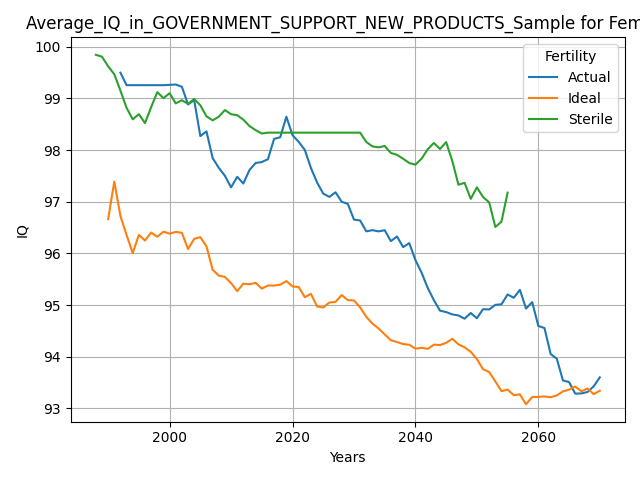 Average_IQ_in_GOVERNMENT_SUPPORT_NEW_PRODUCTS_Sample for Fem
Fertility
Actual
Ideal
Sterile
IQ
100
99
98
97
96
95
94
93
2000
2020
2040
2060
Years